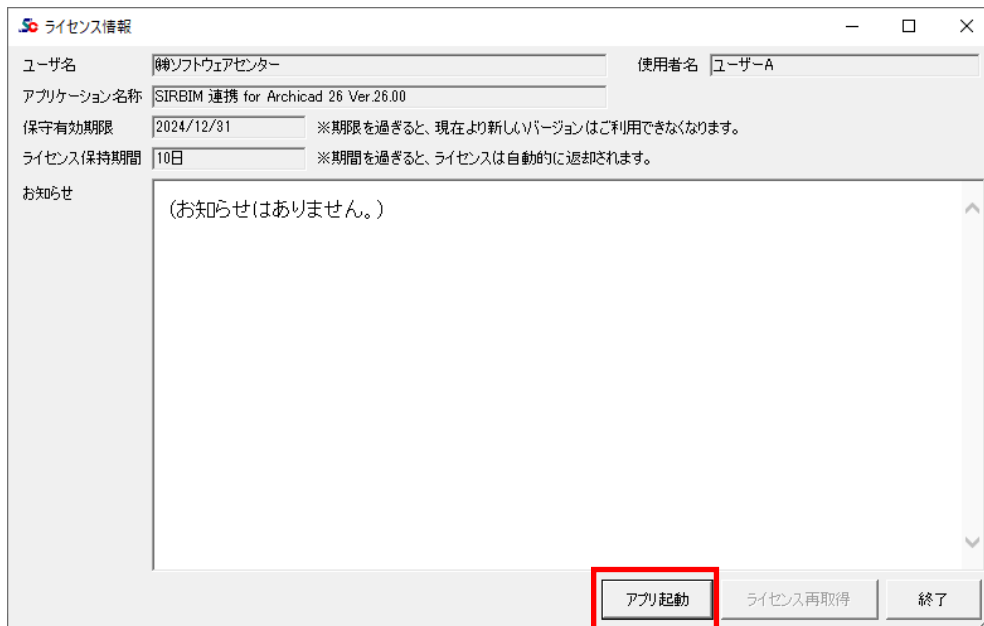 Sc ライセンス情報
ユーザ名 ㈱ソフトウェアセンター 使用者名 ユーザーA
アプリケーション名称 SIRBIM 連携 for Archicad 26 Ver.26.00
保守有効期限 2024/12/31 ※期限を過ぎると、現在より新しいバージョンはご利用できなくなります。
ライセンス保持期間 10日 ※期間を過ぎると、ライセンスは自動的に返却されます。
お知らせ
(お知らせはありません。)
アプリ起動 ライセンス再取得 終了